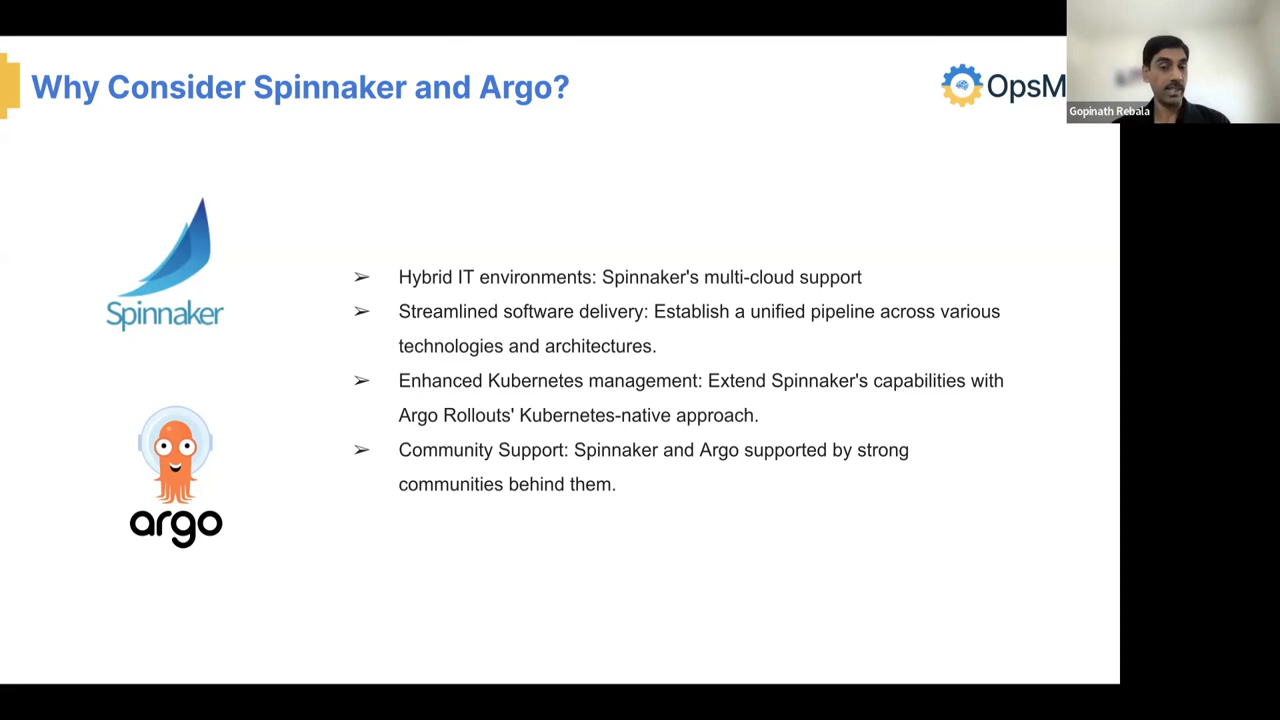 Why Consider Spinnaker and Argo?
OpsM
Gopinath Rebala
Spinnaker
argo
➢ Hybrid IT environments: Spinnaker's multi-cloud support
➢ Streamlined software delivery: Establish a unified pipeline across various
technologies and architectures.
➢ Enhanced Kubernetes management: Extend Spinnaker's capabilities with
Argo Rollouts' Kubernetes-native approach.
➢ Community Support: Spinnaker and Argo supported by strong
communities behind them.